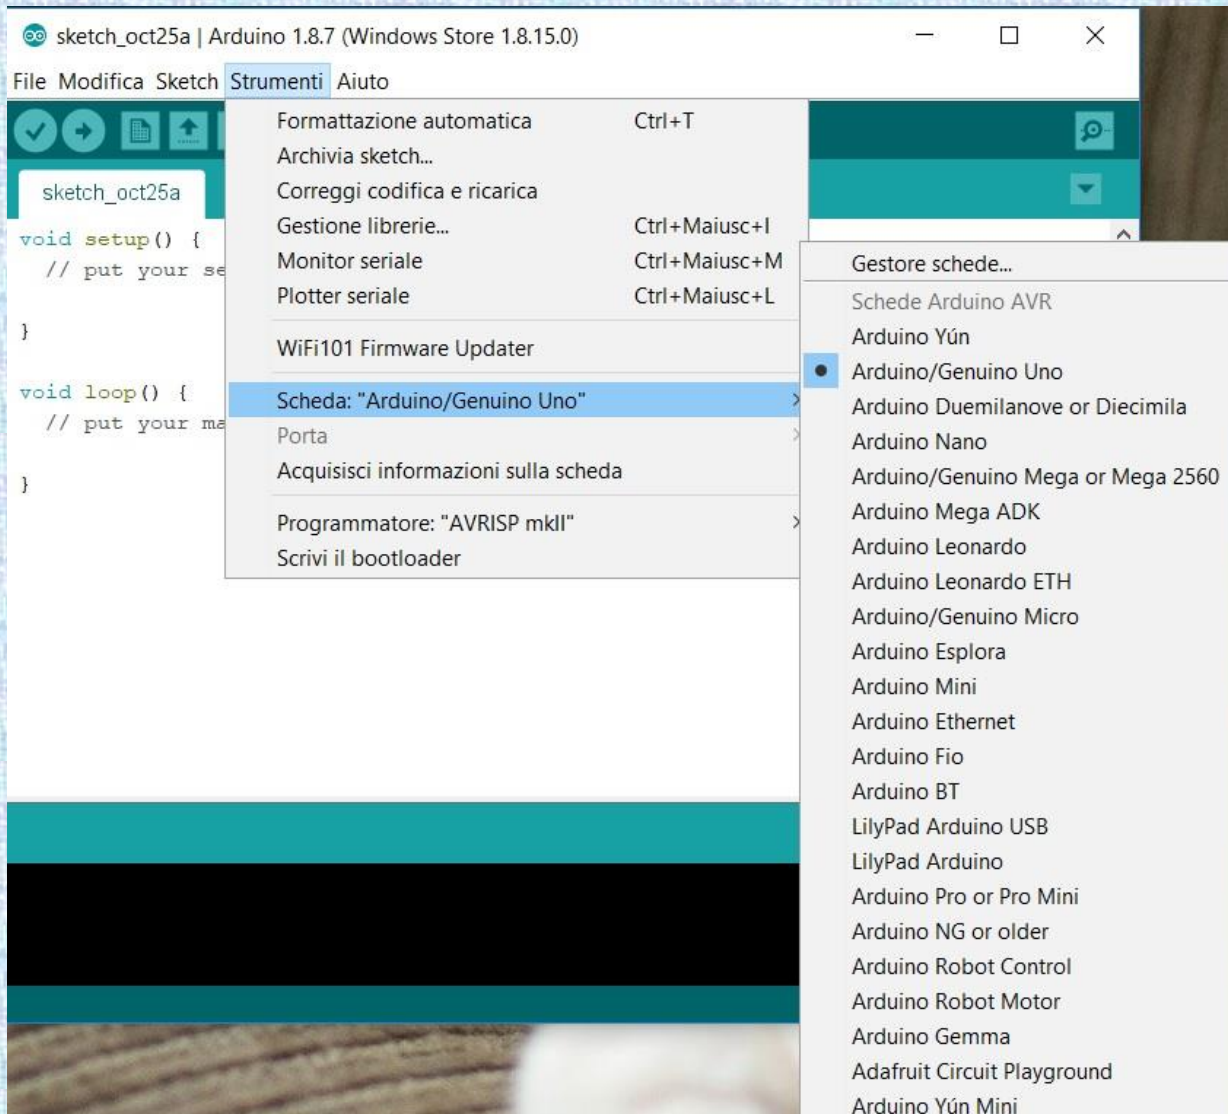 sketch_oct25a | Arduino 1.8.7 (Windows Store 1.8.15.0)
File Modifica Sketch Strumenti Aiuto
sketch_oct25a
void setup() {
// put your se
}
void loop() {
// put your ma
}
Formattazione automatica Ctrl+T
Archivia sketch...
Correggi codifica e ricarica
Gestione librerie... Ctrl+Maiusc+I
Monitor seriale Ctrl+Maiusc+M
Plotter seriale Ctrl+Maiusc+L
WiFi101 Firmware Updater
Scheda: "Arduino/Genuino Uno"
Porta
Acquisisci informazioni sulla scheda
Programmatore: "AVRISP mkII"
Scrivi il bootloader
Gestore schede...
Schede Arduino AVR
Arduino Yún
Arduino/Genuino Uno
Arduino Duemilanove or Diecimila
Arduino Nano
Arduino/Genuino Mega or Mega 2560
Arduino Mega ADK
Arduino Leonardo
Arduino Leonardo ETH
Arduino/Genuino Micro
Arduino Esplora
Arduino Mini
Arduino Ethernet
Arduino Fio
Arduino BT
LilyPad Arduino USB
LilyPad Arduino
Arduino Pro or Pro Mini
Arduino NG or older
Arduino Robot Control
Arduino Robot Motor
Arduino Gemma
Adafruit Circuit Playground
Arduino Yún Mini